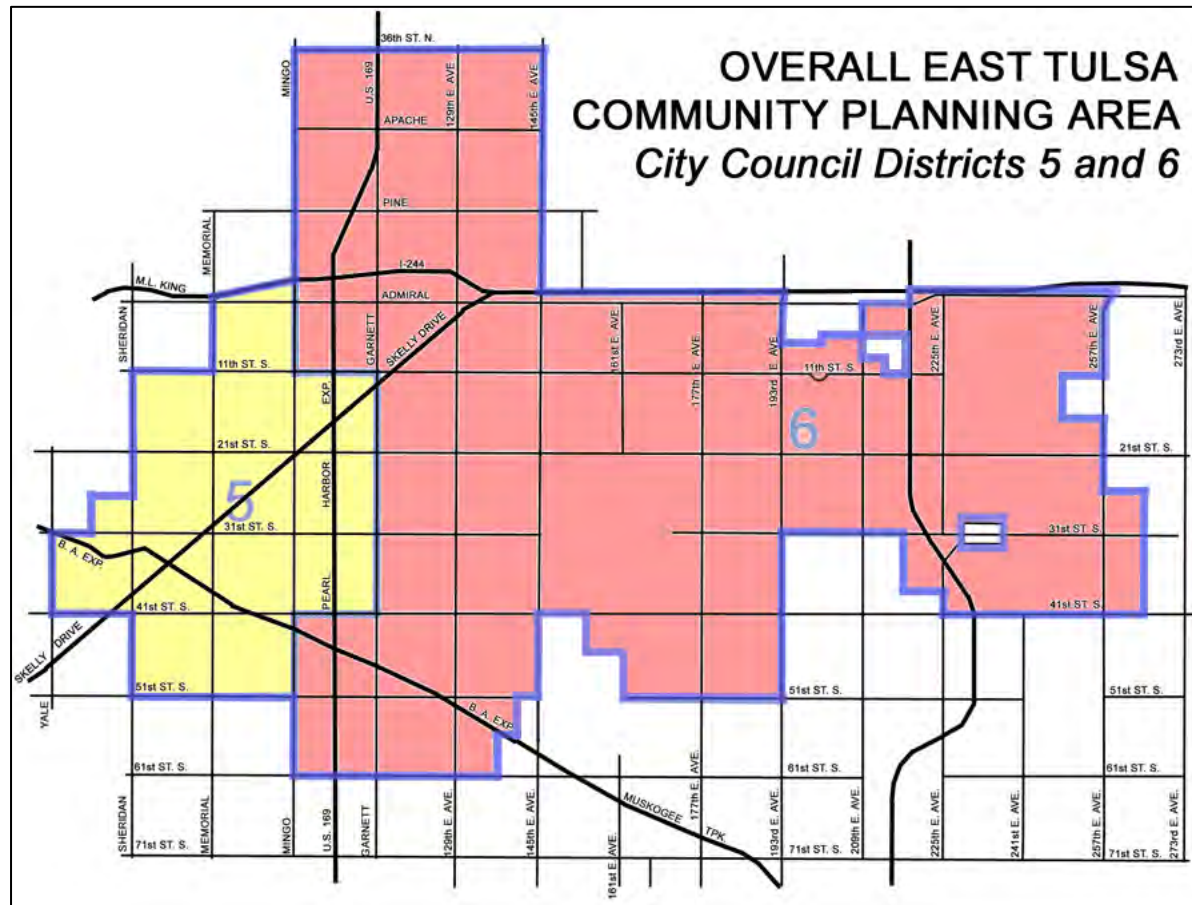 OVERALL EAST TULSA
COMMUNITY PLANNING AREA
City Council Districts 5 and 6
36th ST. N.
MINGO
U.S. 169
129th E. AVE
145th E. AVE
APACHE
PINE
MEMORIAL
I-244
M.L. KING
ADMIRAL
SHERIDAN
SKELLY DRIVE
GARNETT
161st E. AVE
177th E. AVE.
193rd E. AVE
225th E. AVE
257th E. AVE
273rd E. AVE
11th ST. S.
11th ST. S.
EXP.
6
21st ST. S.
21st ST. S.
HARBOR
5
31st ST. S.
31st ST. S.
B. A. EXP.
PEARL
41st ST. S.
41st ST. S.
SKELLY DRIVE
51st ST. S.
51st ST. S.
51st ST. S.
YALE
B. A. EXP.
61st ST. S.
61st ST. S.
61st ST. S.
MUSKOGEE
TPK
SHERIDAN
MEMORIAL
MINGO
U.S. 169
GARNETT
129th E. AVE.
145th E. AVE.
161st E. AVE.
177th E. AVE.
193rd E. AVE.
209th E. AVE.
225th E. AVE.
241st E. AVE.
257th E. AVE.
273rd E. AVE.
71st ST. S.
71st ST. S.
71st ST. S.